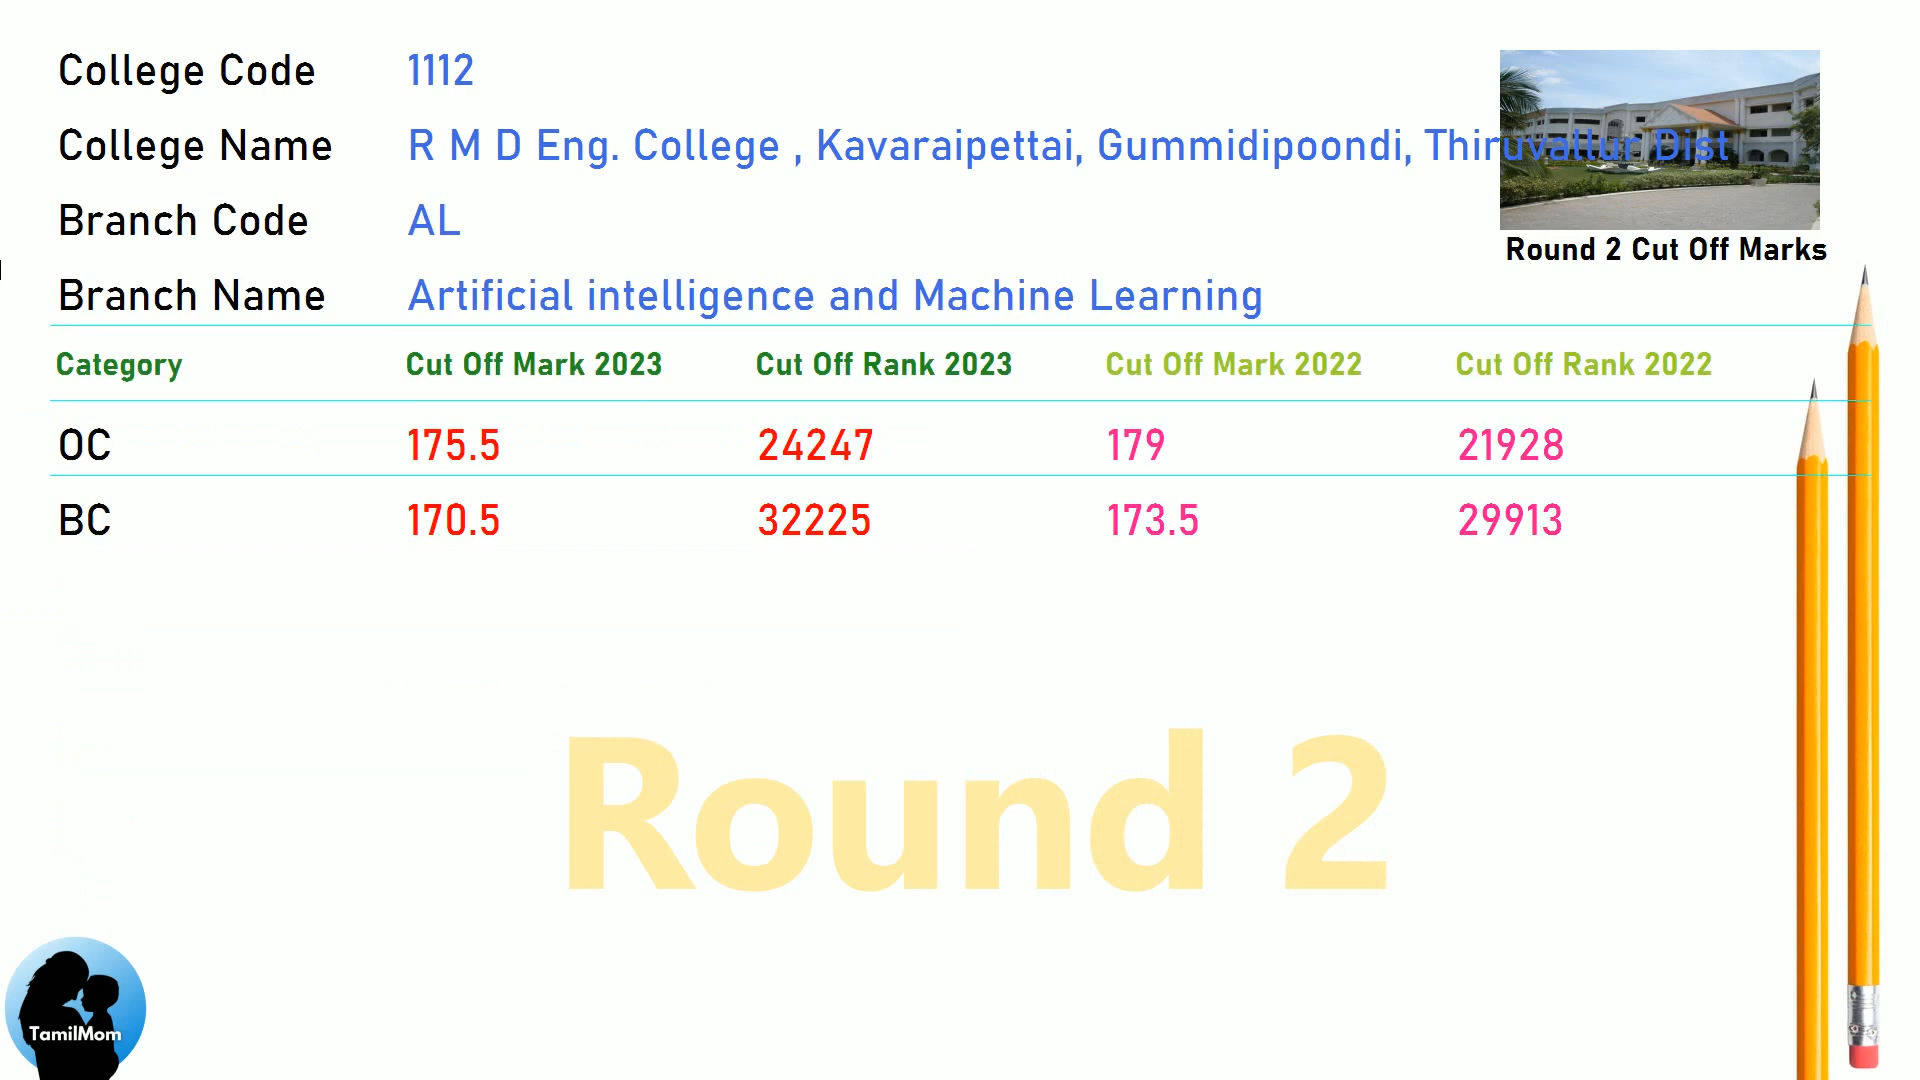 College Code 1112
College Name R M D Eng. College , Kavaraipettai, Gummidipoondi, Thiruvallur Dist
Branch Code AL
Round 2 Cut Off Marks
Branch Name Artificial intelligence and Machine Learning
Category Cut Off Mark 2023 Cut Off Rank 2023 Cut Off Mark 2022 Cut Off Rank 2022
OC 175.5 24247 179 21928
BC 170.5 32225 173.5 29913
Round 2
TamilMom